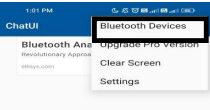 1:01 PM
ChatUI
Bluetooth Devices
Bluetooth Ana
Upgrade Pro Version
Revolutionary Approa
Clear Screen
Settings